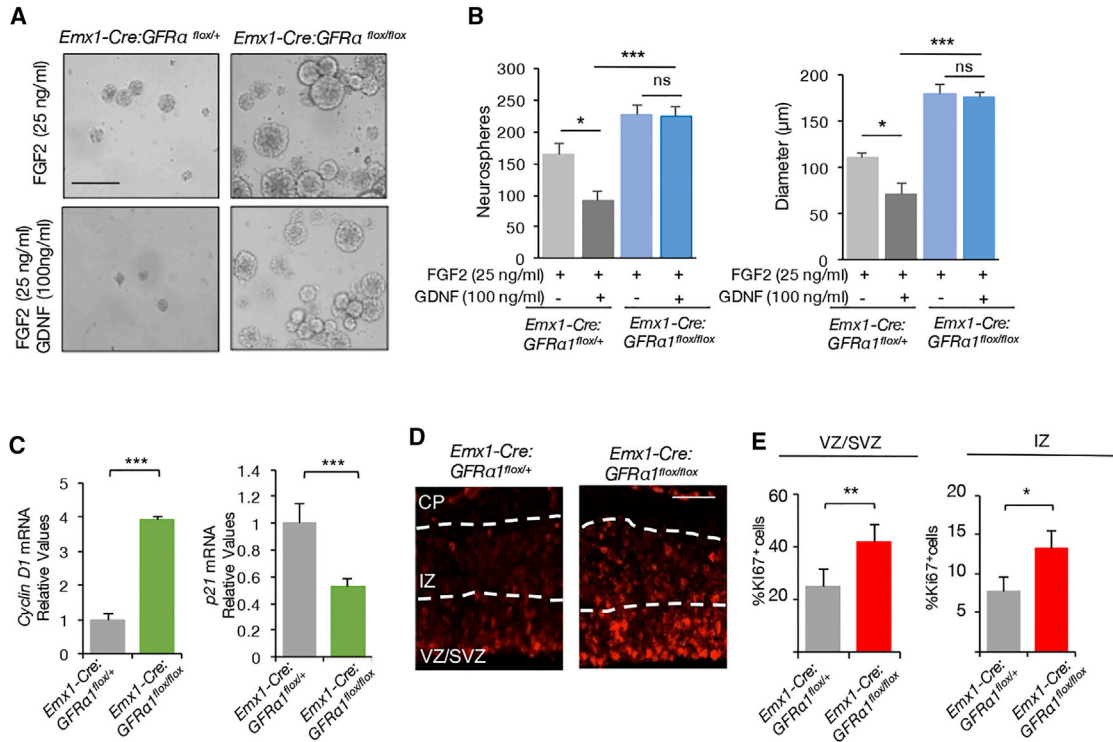 A
Emx1-Cre:GFRα flox/+
Emx1-Cre:GFRα flox/flox
FGF2 (25 ng/ml)
FGF2 (25 ng/ml)
GDNF (100ng/ml)
B
***
ns
*
Neurospheres
300
250
200
150
100
50
0
FGF2 (25 ng/ml) + + + +
GDNF (100 ng/ml) - + - +
Emx1-Cre:
GFRα1flox/+
Emx1-Cre:
GFRα1flox/flox
***
ns
*
Diameter (µm)
200
150
100
50
0
FGF2 (25 ng/ml) + + + +
GDNF (100 ng/ml) - + - +
Emx1-Cre:
GFRα1flox/+
Emx1-Cre:
GFRα1flox/flox
C
***
Cyclin D1 mRNA
Relative Values
5
4
3
2
1
0
Emx1-Cre:
GFRα1flox/+
Emx1-Cre:
GFRα1flox/flox
***
p21 mRNA
Relative Values
1.4
1.2
1
0.8
0.6
0.4
0.2
0
Emx1-Cre:
GFRα1flox/+
Emx1-Cre:
GFRα1flox/flox
D
Emx1-Cre:
GFRα1flox/+
Emx1-Cre:
GFRα1flox/flox
CP
IZ
VZ/SVZ
E
VZ/SVZ
**
%KI67+cells
60
40
20
Emx1-Cre:
GFRα1flox/+
Emx1-Cre:
GFRα1flox/flox
IZ
*
%Ki67+cells
20
15
10
5
Emx1-Cre:
GFRα1flox/+
Emx1-Cre:
GFRα1flox/flox